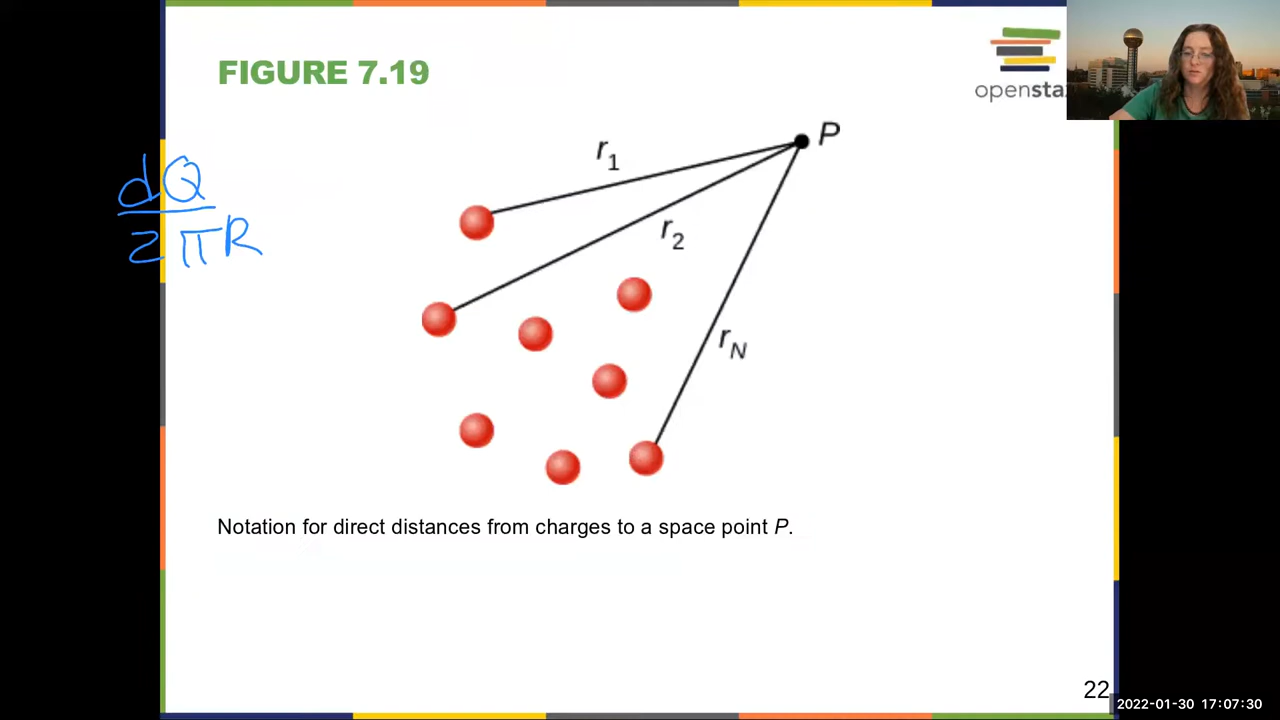 FIGURE 7.19
opensta
P
r1
r2
rN
dQ
2πR
Notation for direct distances from charges to a space point P.
22
2022-01-30 17:07:30